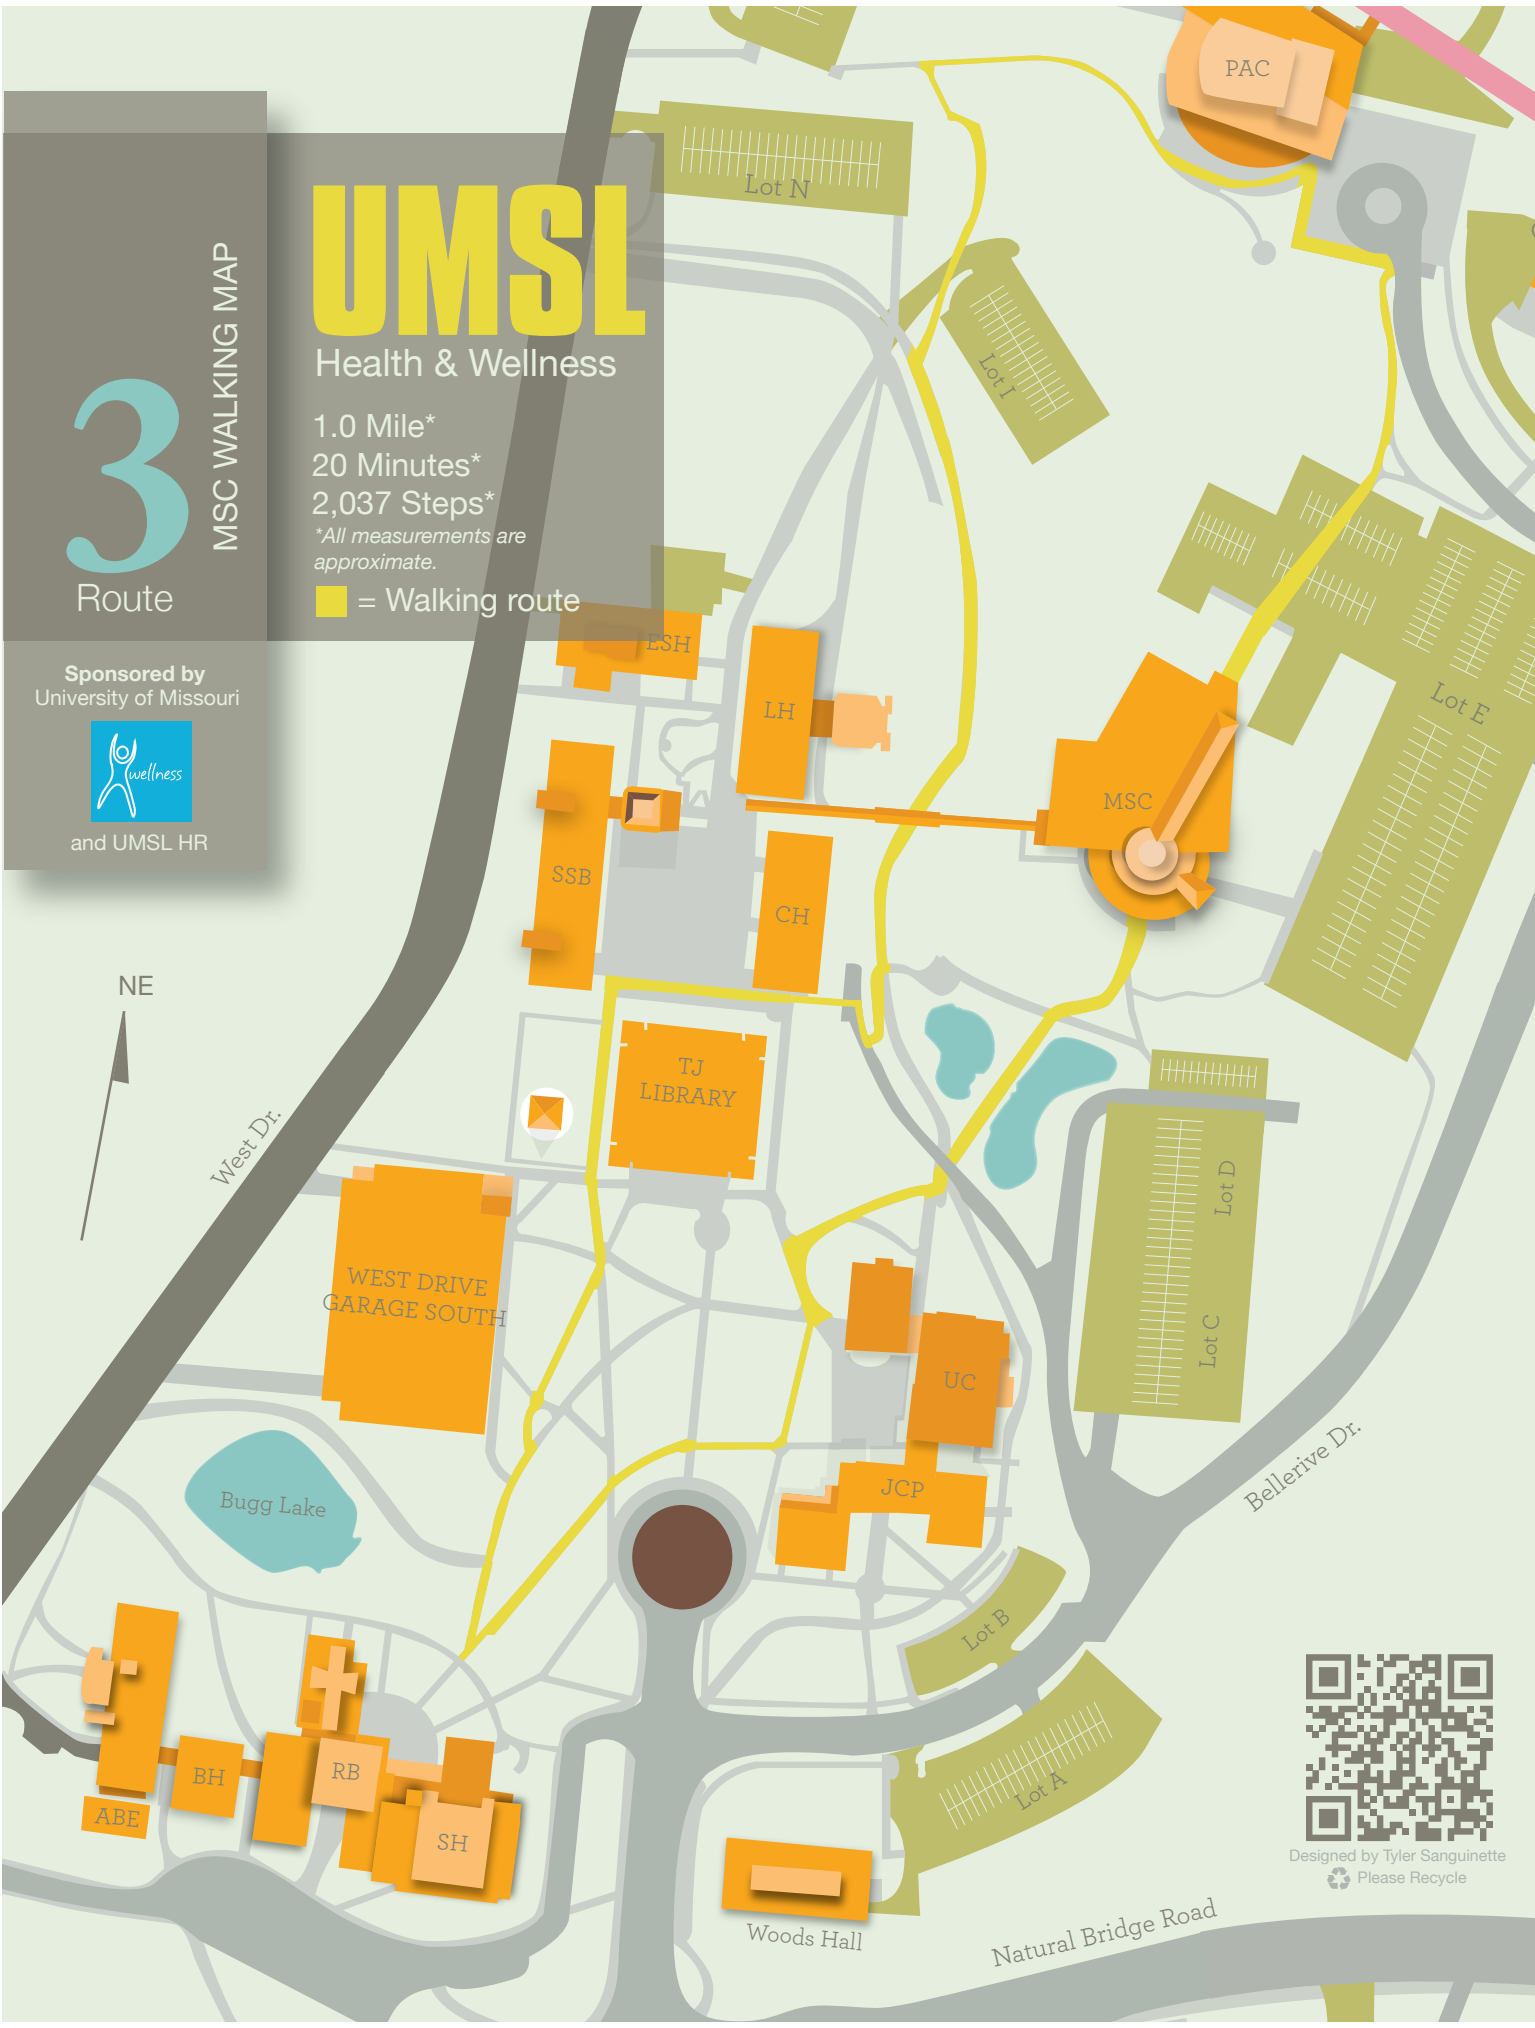 PAC
Lot N
MSC WALKING MAP
UMSL
Health & Wellness
Lot I
1.0 Mile*
20 Minutes*
2,037 Steps*
*All measurements are
approximate.
3
Route
= Walking route
ESH
Sponsored by
University of Missouri
wellness
and UMSL HR
LH
Lot E
MSC
SSB
CH
NE
TJ
LIBRARY
West Dr.
Lot D
WEST DRIVE
GARAGE SOUTH
Lot C
UC
Bellerive Dr.
JCP
Bugg Lake
Lot B
BH
RB
Lot A
ABE
SH
Designed by Tyler Sanguinette
Please Recycle
Woods Hall
Natural Bridge Road